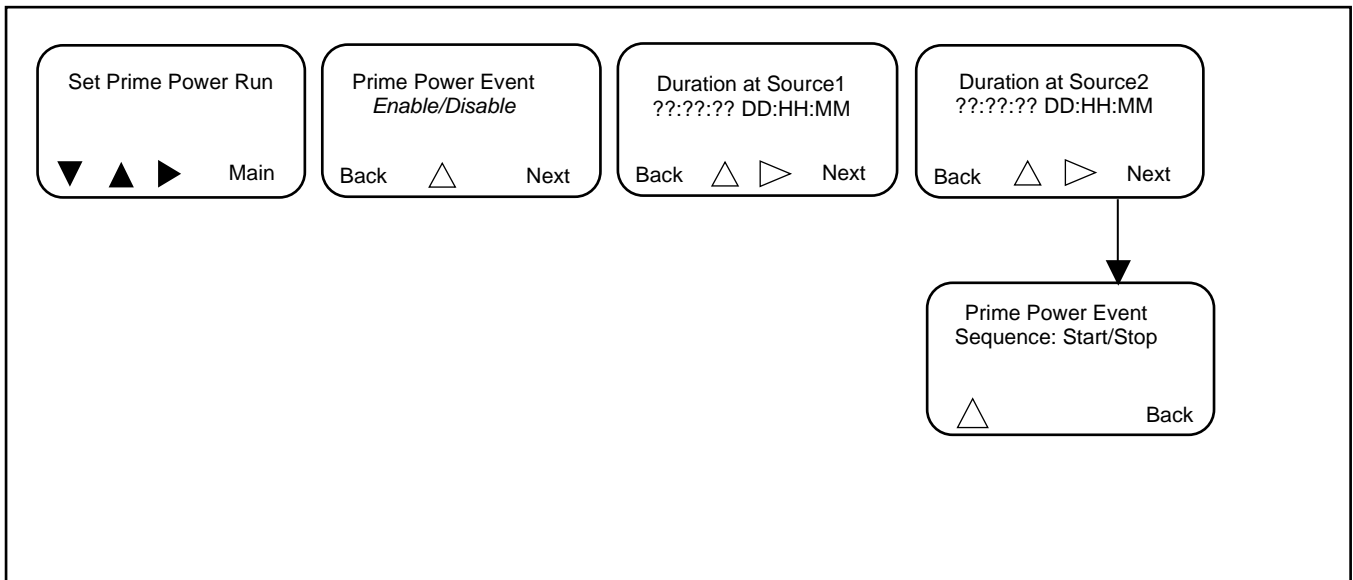 Set Prime Power Run
Main
Prime Power Event
Enable/Disable
Back Next
Duration at Source1
??:??:?? DD:HH:MM
Back Next
Duration at Source2
??:??:?? DD:HH:MM
Back Next
Prime Power Event
Sequence: Start/Stop
Back